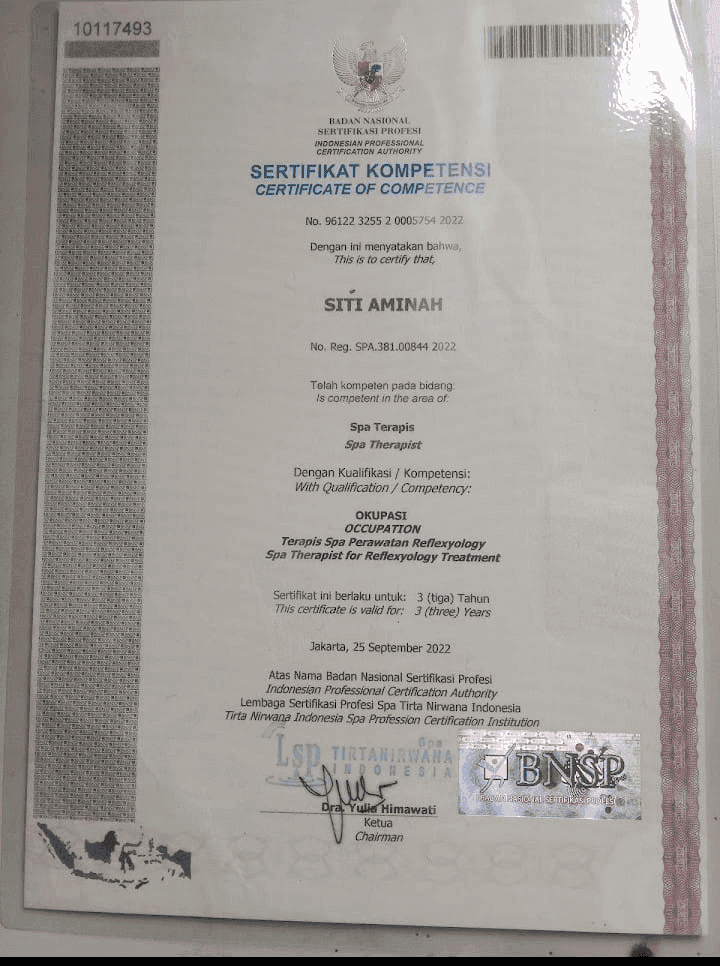 10117493
BADAN NASIONAL
SERTIFIKASI PROFESI
INDONESIAN PROFESSIONAL
CERTIFICATION AUTHORITY
SERTIFIKAT KOMPETENSI
CERTIFICATE OF COMPETENCE
No. 96122 3255 2 0005754 2022
Dengan ini menyatakan bahwa,
This is to certify that,
SITI AMINAH
No. Reg. SPA.381.00844 2022
Telah kompeten pada bidang:
Is competent in the area of:
Spa Terapis
Spa Therapist
Dengan Kualifikasi / Kompetensi:
With Qualification / Competency:
OKUPASI
OCCUPATION
Terapis Spa Perawatan Reflexyology
Spa Therapist for Reflexyology Treatment
Sertifikat ini berlaku untuk: 3 (tiga) Tahun
This certificate is valid for: 3 (three) Years
Jakarta, 25 September 2022
Atas Nama Badan Nasional Sertifikasi Profesi
Indonesian Professional Certification Authority
Lembaga Sertifikasi Profesi Spa Tirta Nirwana Indonesia
Tirta Nirwana Indonesia Spa Profession Certification Institution
Lsp Spa
TIRTANIRWANA
INDONESIA
BNSP
BADAN NASIONAL SERTIFIKASI PROFESI
Dra. Yulia Himawati
Ketua
Chairman